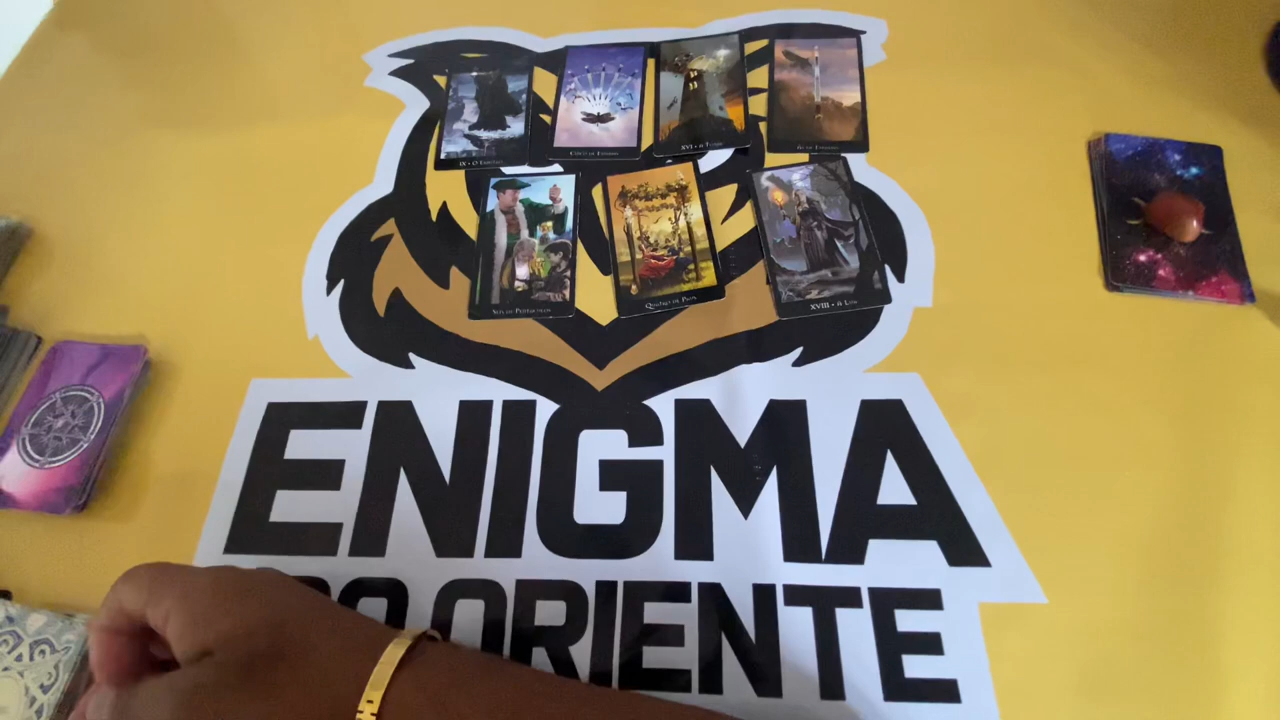 IX • O Eremita
Cinco de Espadas
XVI • A Torre
Ás de Espadas
Seis de Pentáculos
Quatro de Paus
XVIII • A Lua
ENIGMA
DO ORIENTE